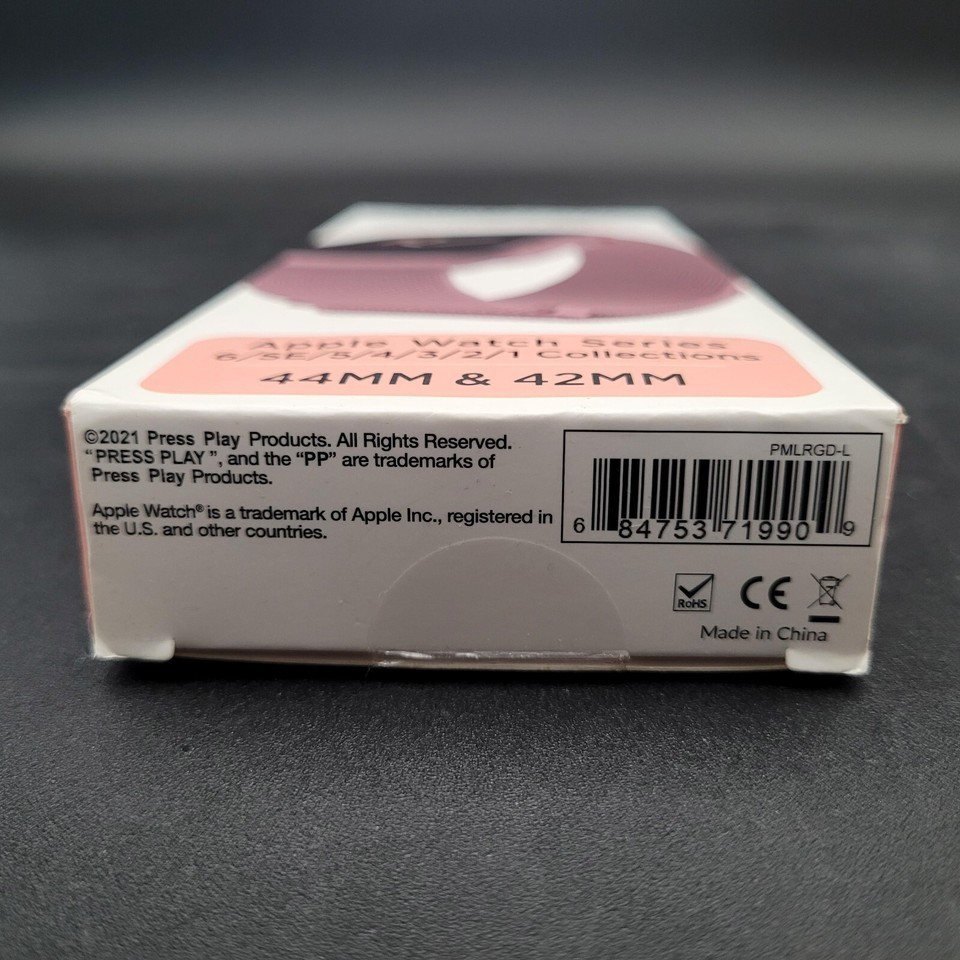 Apple Watch Series
6/SE/5/4/3/2/1 Collections
44MM & 42MM
©2021 Press Play Products. All Rights Reserved.
“PRESS PLAY”, and the “PP” are trademarks of
Press Play Products.
Apple Watch® is a trademark of Apple Inc., registered in
the U.S. and other countries.
PMLRGD-L
6 84753 71990 9
RoHS
CE
Made in China